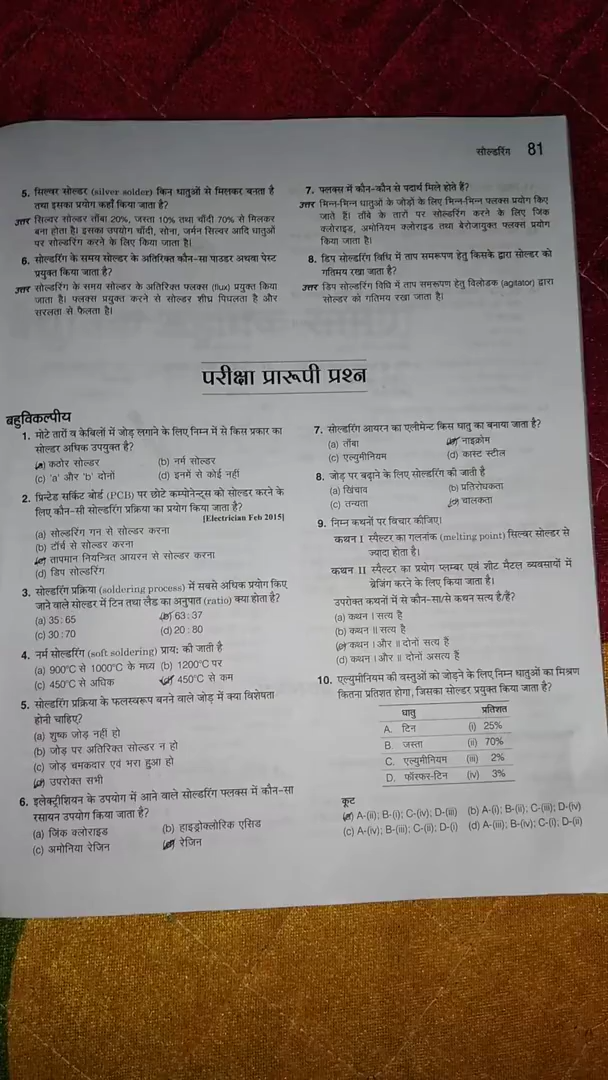 सोल्डरिंग 81
5. सिल्वर सोल्डर (silver solder) किन धातुओं से मिलकर बनता है
तथा इसका प्रयोग कहाँ किया जाता है?
उत्तर सिल्वर सोल्डर ताँबा 20%, जस्ता 10% तथा चाँदी 70% से मिलकर
बना होता है। इसका उपयोग चाँदी, सोना, जर्मन सिल्वर आदि धातुओं
पर सोल्डरिंग करने के लिए किया जाता है।
6. सोल्डरिंग के समय सोल्डर के अतिरिक्त कौन-सा पाउडर अथवा पेस्ट
प्रयुक्त किया जाता है?
उत्तर सोल्डरिंग के समय सोल्डर के अतिरिक्त फ्लक्स (flux) प्रयुक्त किया
जाता है। फ्लक्स प्रयुक्त करने से सोल्डर शीघ्र पिघलता है और
सरलता से फैलता है।
7. फ्लक्स में कौन-कौन से पदार्थ मिले होते हैं?
उत्तर भिन्न-भिन्न धातुओं के जोड़ों के लिए भिन्न-भिन्न फ्लक्स प्रयोग किए
जाते हैं। ताँबे के तारों पर सोल्डरिंग करने के लिए जिंक
क्लोराइड, अमोनियम क्लोराइड तथा बेरोजायुक्त फ्लक्स प्रयोग
किया जाता है।
8. डिप सोल्डरिंग विधि में ताप समरूपण हेतु किसके द्वारा सोल्डर को
गतिमय रखा जाता है?
उत्तर डिप सोल्डरिंग विधि में ताप समरूपण हेतु विलोडक (agitator) द्वारा
सोल्डर को गतिमय रखा जाता है।
परीक्षा प्रारूपी प्रश्न
बहुविकल्पीय
1. मोटे तारों व केबिलों में जोड़ लगाने के लिए निम्न में से किस प्रकार का
सोल्डर अधिक उपयुक्त है?
(a) कठोर सोल्डर (b) नर्म सोल्डर
(c) 'a' और 'b' दोनों (d) इनमें से कोई नहीं
2. प्रिन्टेड सर्किट बोर्ड (PCB) पर छोटे कम्पोनेन्ट्स को सोल्डर करने के
लिए कौन-सी सोल्डरिंग प्रक्रिया का प्रयोग किया जाता है?
[Electrician Feb 2015]
(a) सोल्डरिंग गन से सोल्डर करना
(b) टॉर्च से सोल्डर करना
(c) तापमान नियन्त्रित आयरन से सोल्डर करना
(d) डिप सोल्डरिंग
3. सोल्डरिंग प्रक्रिया (soldering process) में सबसे अधिक प्रयोग किए
जाने वाले सोल्डर में टिन तथा लैड का अनुपात (ratio) क्या होता है?
(a) 35:65 (b) 63:37
(c) 30:70 (d) 20:80
4. नर्म सोल्डरिंग (soft soldering) प्राय: की जाती है
(a) 900°C से 1000°C के मध्य (b) 1200°C पर
(c) 450°C से अधिक (d) 450°C से कम
5. सोल्डरिंग प्रक्रिया के फलस्वरूप बनने वाले जोड़ में क्या विशेषता
होनी चाहिए?
(a) शुष्क जोड़ नहीं हो
(b) जोड़ पर अतिरिक्त सोल्डर न हो
(c) जोड़ चमकदार एवं भरा हुआ हो
(d) उपरोक्त सभी
6. इलेक्ट्रीशियन के उपयोग में आने वाले सोल्डरिंग फ्लक्स में कौन-सा
रसायन उपयोग किया जाता है?
(a) जिंक क्लोराइड (b) हाइड्रोक्लोरिक एसिड
(c) अमोनिया रेजिन (d) रेजिन
7. सोल्डरिंग आयरन का एलीमेन्ट किस धातु का बनाया जाता है?
(a) ताँबा (b) नाइक्रोम
(c) एल्युमीनियम (d) कास्ट स्टील
8. जोड़ पर बढ़ाने के लिए सोल्डरिंग की जाती है
(a) खिंचाव (b) प्रतिरोधकता
(c) तन्यता (d) चालकता
9. निम्न कथनों पर विचार कीजिए।
कथन I स्पैल्टर का गलनांक (melting point) सिल्वर सोल्डर से
ज्यादा होता है।
कथन II स्पैल्टर का प्रयोग प्लम्बर एवं शीट मैटल व्यवसायों में
ब्रेजिंग करने के लिए किया जाता है।
उपरोक्त कथनों में से कौन-सा/से कथन सत्य है/हैं?
(a) कथन I सत्य है
(b) कथन II सत्य है
(c) कथन I और II दोनों सत्य हैं
(d) कथन I और II दोनों असत्य हैं
10. एल्युमीनियम की वस्तुओं को जोड़ने के लिए निम्न धातुओं का मिश्रण
कितना प्रतिशत होगा, जिसका सोल्डर प्रयुक्त किया जाता है?
धातु प्रतिशत
A. टिन (i) 25%
B. जस्ता (ii) 70%
C. एल्युमीनियम (iii) 2%
D. फॉस्फर-टिन (iv) 3%
कूट
(a) A-(ii); B-(i); C-(iv); D-(iii) (b) A-(i); B-(ii); C-(iii); D-(iv)
(c) A-(iv); B-(iii); C-(ii); D-(i) (d) A-(iii); B-(iv); C-(i); D-(ii)